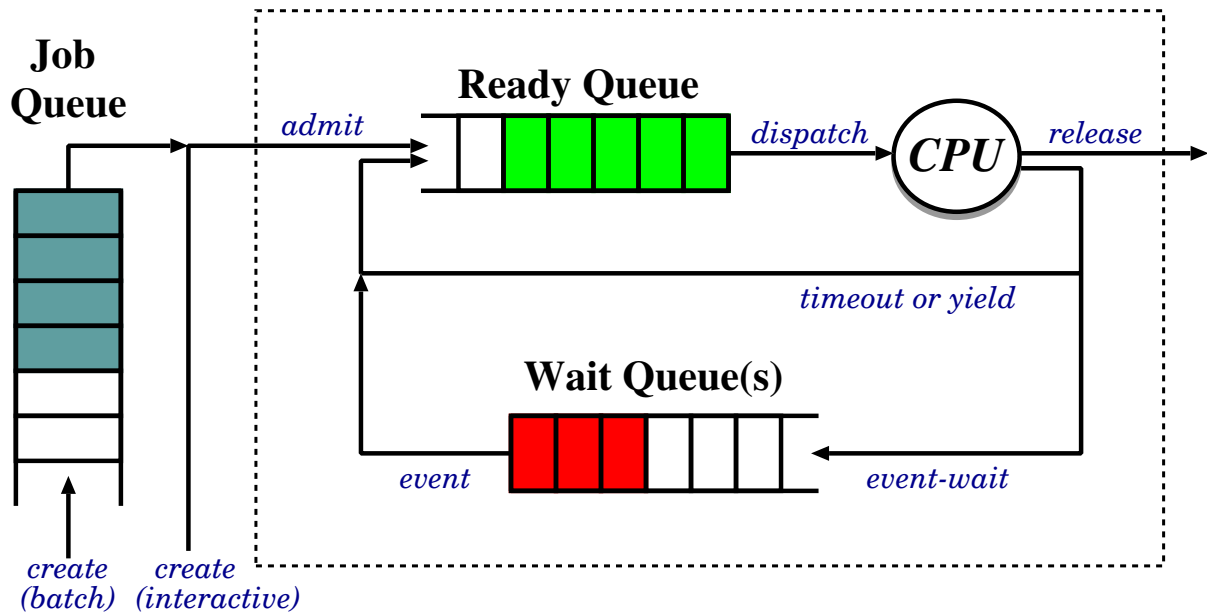 Job
Queue
Ready Queue
admit
dispatch
CPU
release
timeout or yield
Wait Queue(s)
event
event-wait
create
(batch)
create
(interactive)